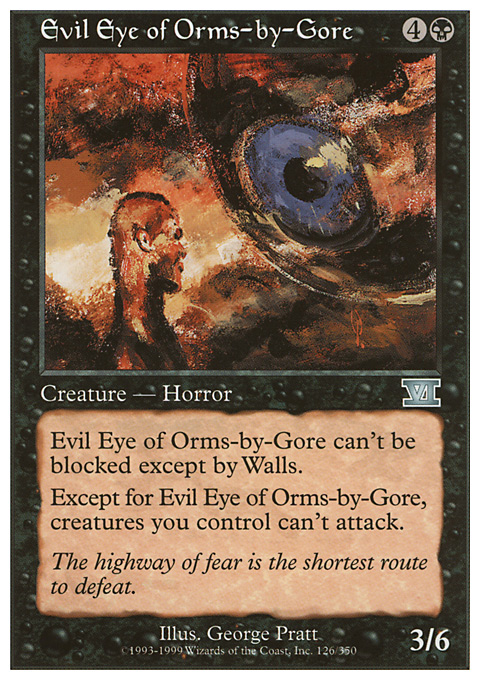 Evil Eye of Orms-by-Gore 4
Creature — Horror VI
Evil Eye of Orms-by-Gore can't be
blocked except by Walls.
Except for Evil Eye of Orms-by-Gore,
creatures you control can't attack.
The highway of fear is the shortest route
to defeat.
Illus. George Pratt
©1993-1999 Wizards of the Coast, Inc. 126/350
3/6